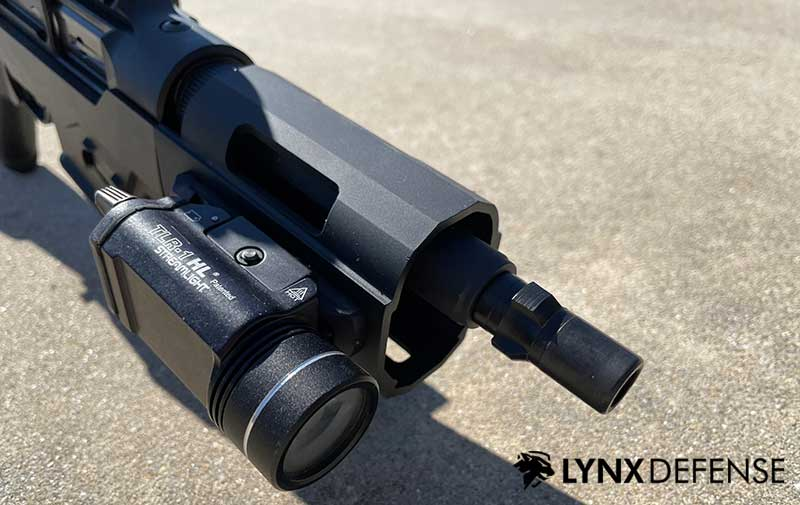 TLR-1 HL®
STREAMLIGHT
Patented
LYNXDEFENSE